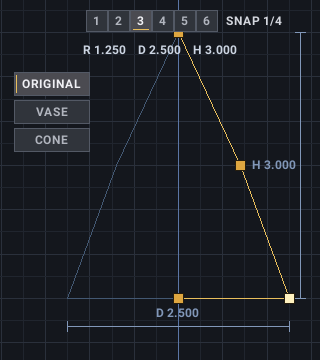 1 2 3 4 5 6 SNAP 1/4
R 1.250 D 2.500 H 3.000
ORIGINAL
VASE
CONE
H 3.000
D 2.500